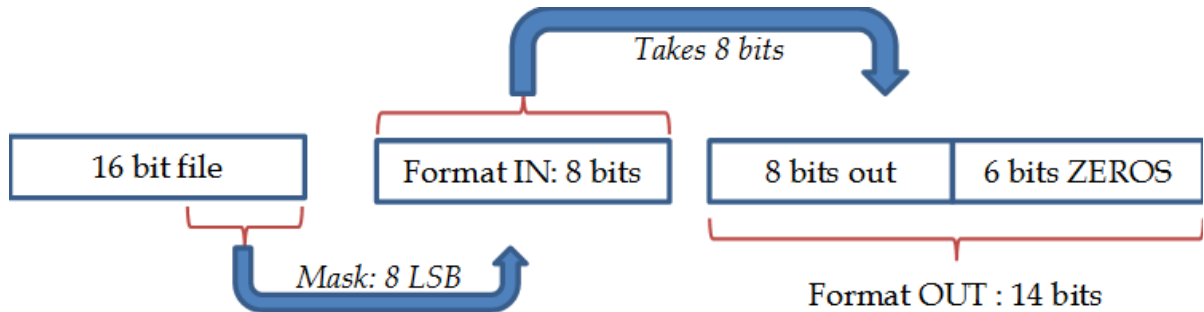 Takes 8 bits
16 bit file
Format IN: 8 bits
8 bits out
6 bits ZEROS
Mask: 8 LSB
Format OUT : 14 bits